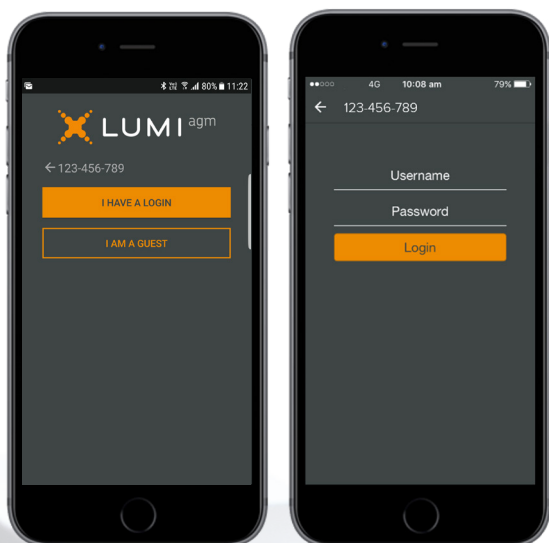 80% 11:22
LUMI agm
123-456-789
I HAVE A LOGIN
I AM A GUEST
4G 10:08 am 79%
123-456-789
Username
Password
Login